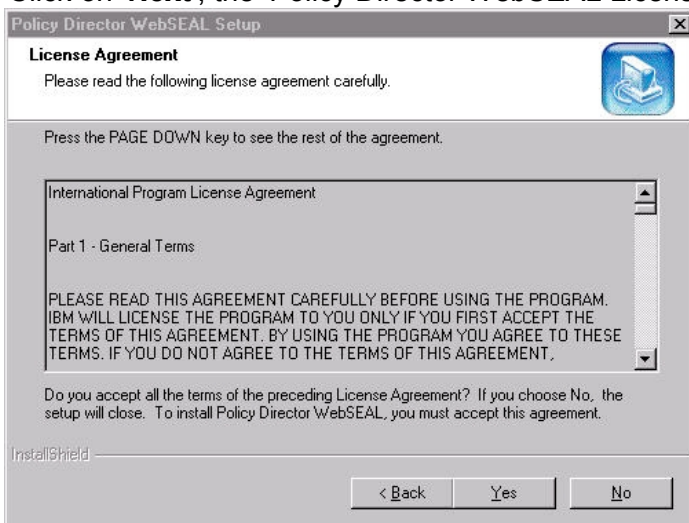 Policy Director WebSEAL Setup
License Agreement
Please read the following license agreement carefully.
Press the PAGE DOWN key to see the rest of the agreement.
International Program License Agreement
Part 1 - General Terms
PLEASE READ THIS AGREEMENT CAREFULLY BEFORE USING THE PROGRAM.
IBM WILL LICENSE THE PROGRAM TO YOU ONLY IF YOU FIRST ACCEPT THE
TERMS OF THIS AGREEMENT. BY USING THE PROGRAM YOU AGREE TO THESE
TERMS. IF YOU DO NOT AGREE TO THE TERMS OF THIS AGREEMENT,
Do you accept all the terms of the preceding License Agreement? If you choose No, the
setup will close. To install Policy Director WebSEAL, you must accept this agreement.
InstallShield
< Back Yes No